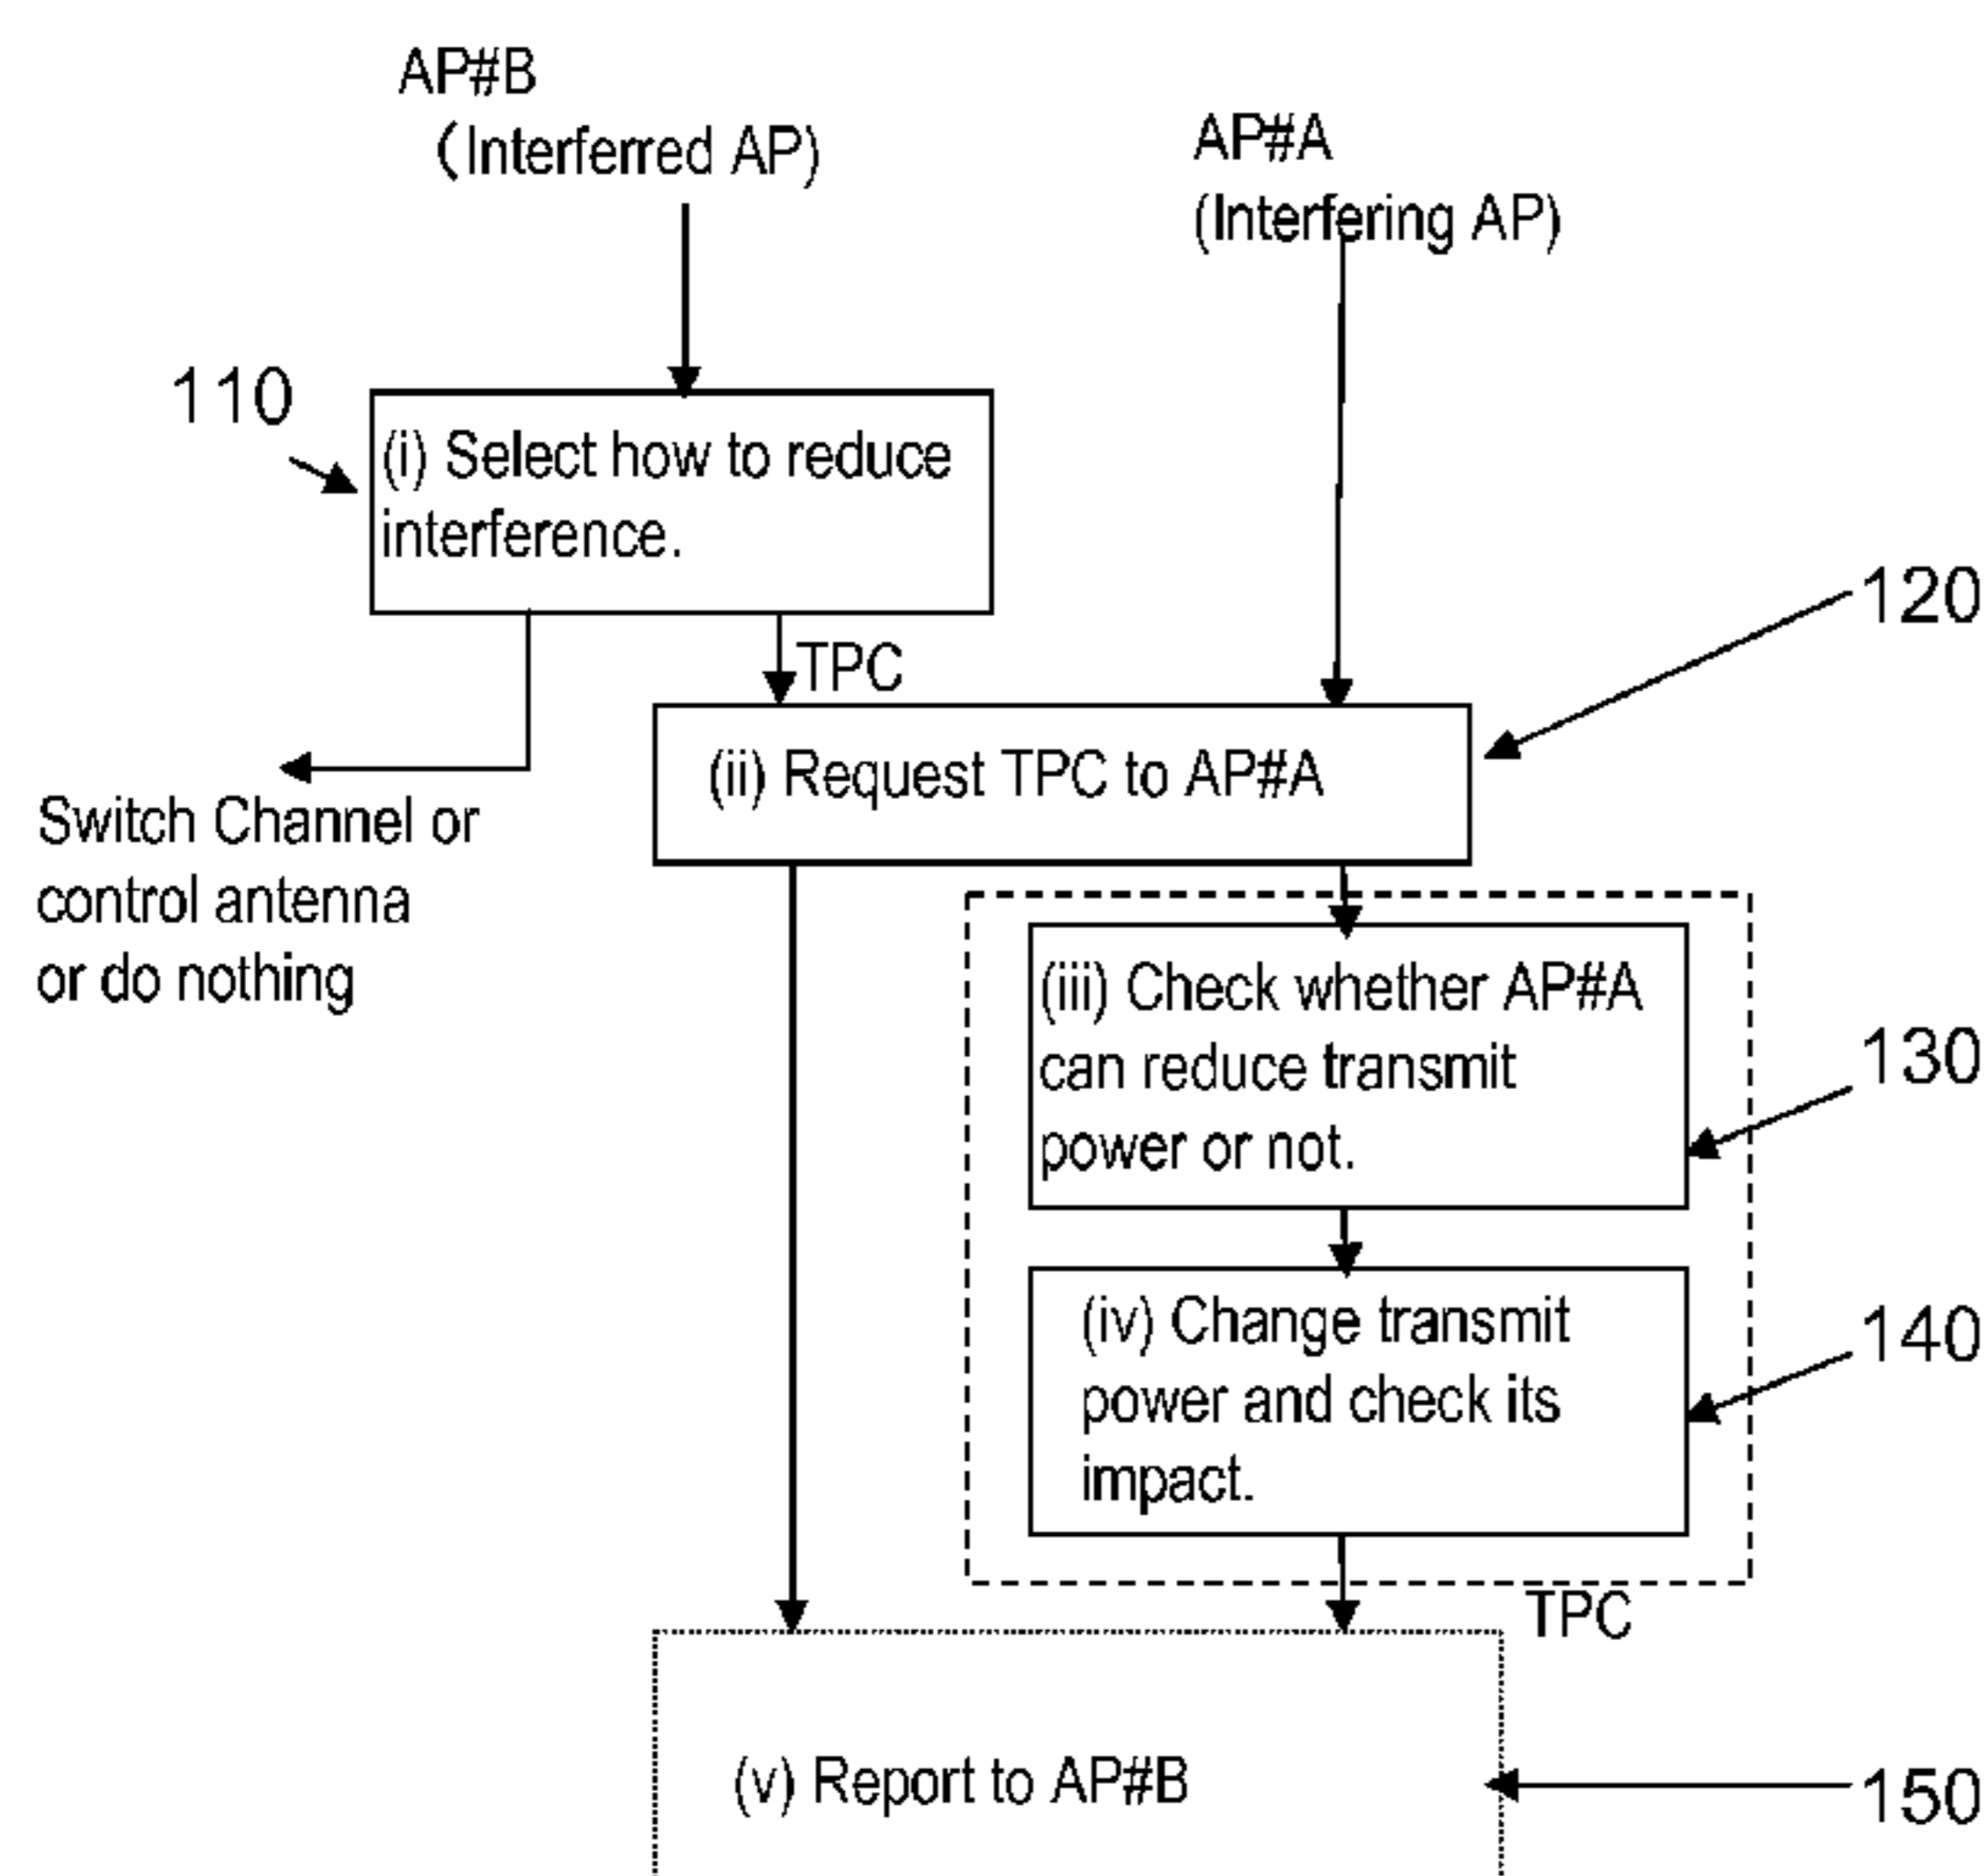 AP#B
(Interferred AP)
AP#A
(Interfering AP)
110
(i) Select how to reduce
interference.
120
TPC
(ii) Request TPC to AP#A
Switch Channel or
control antenna
or do nothing
(iii) Check whether AP#A
can reduce transmit
power or not.
130
(iv) Change transmit
power and check its
impact.
140
TPC
(v) Report to AP#B
150